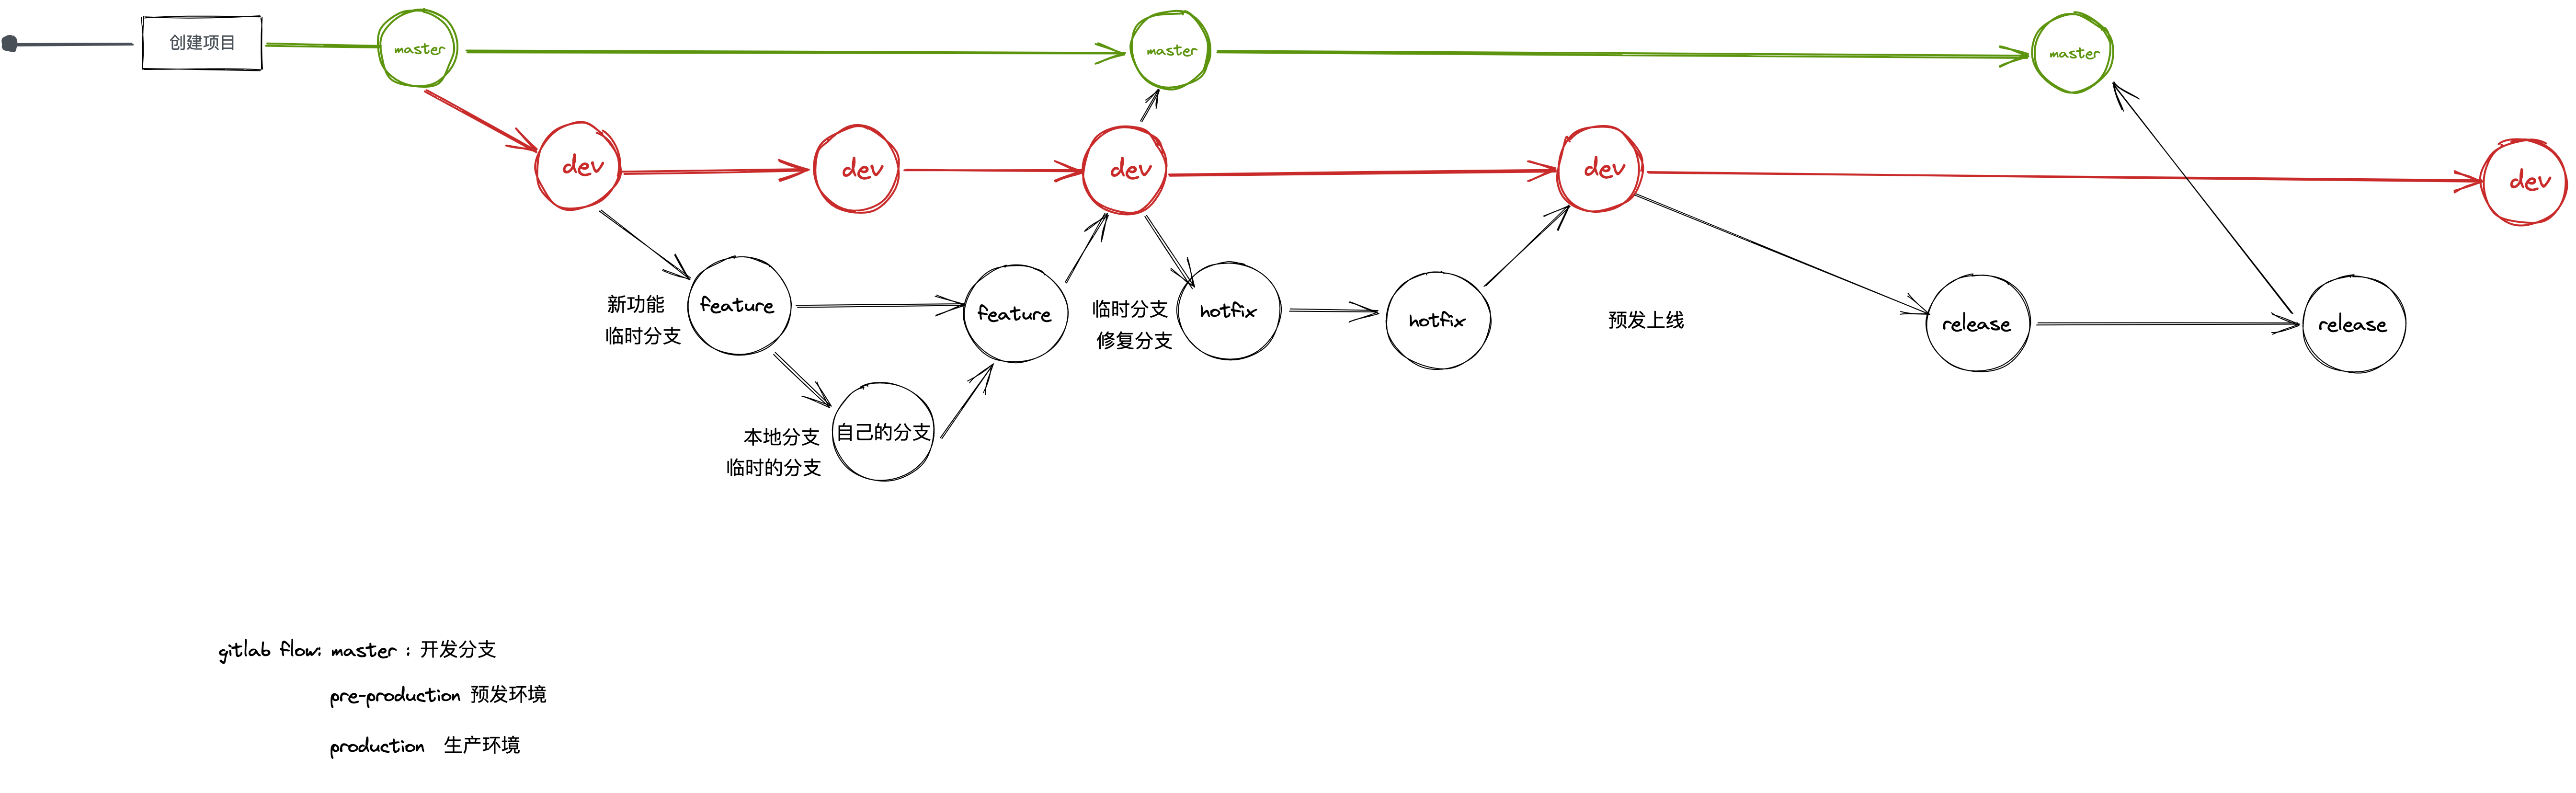 创建项目
master
master
master
dev
dev
dev
dev
dev
新功能
临时分支
feature
feature
临时分支
修复分支
hotfix
hotfix
预发上线
release
release
本地分支
临时的分支
自己的分支
gitlab flow: master : 开发分支
pre-production 预发环境
production 生产环境